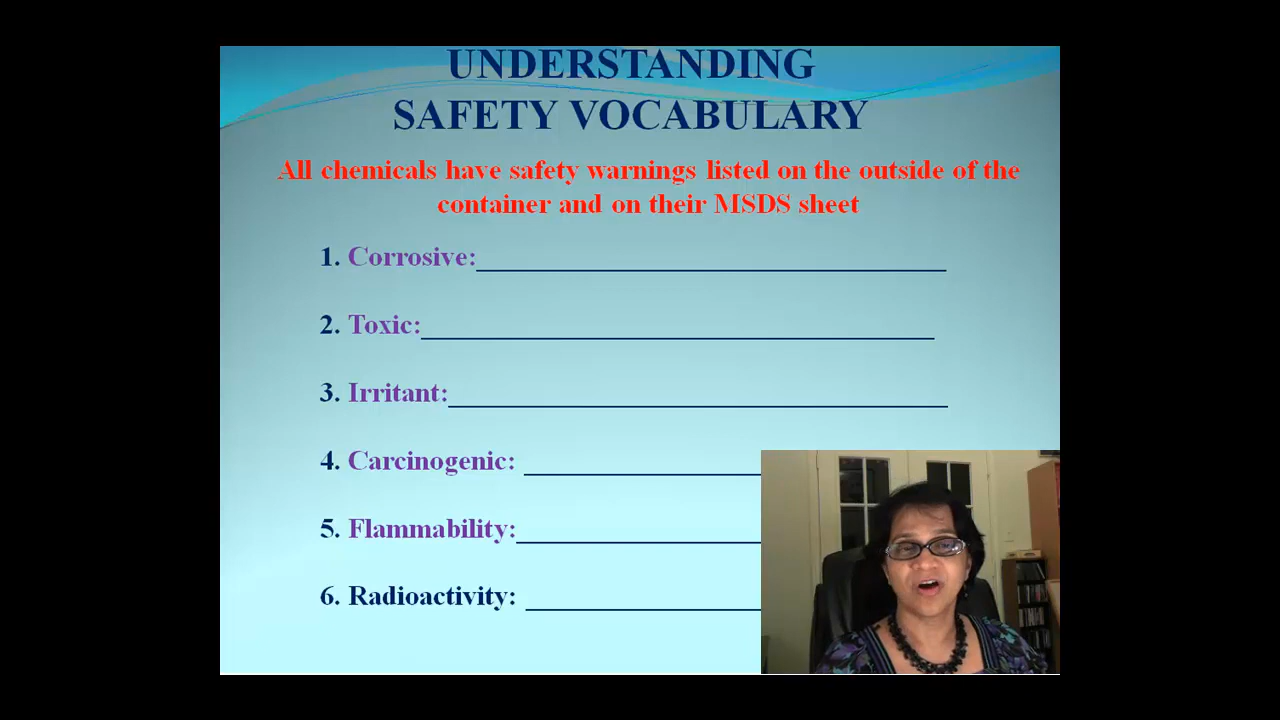 UNDERSTANDING
SAFETY VOCABULARY
All chemicals have safety warnings listed on the outside of the
container and on their MSDS sheet
1. Corrosive:
2. Toxic:
3. Irritant:
4. Carcinogenic:
5. Flammability:
6. Radioactivity: